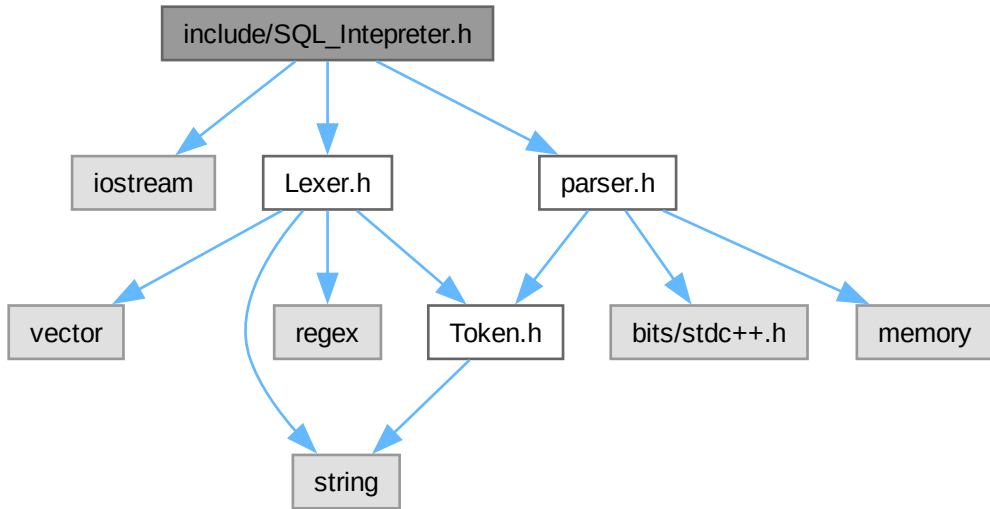 include/SQL_Intepreter.h
iostream
Lexer.h
parser.h
vector
regex
Token.h
bits/stdc++.h
memory
string